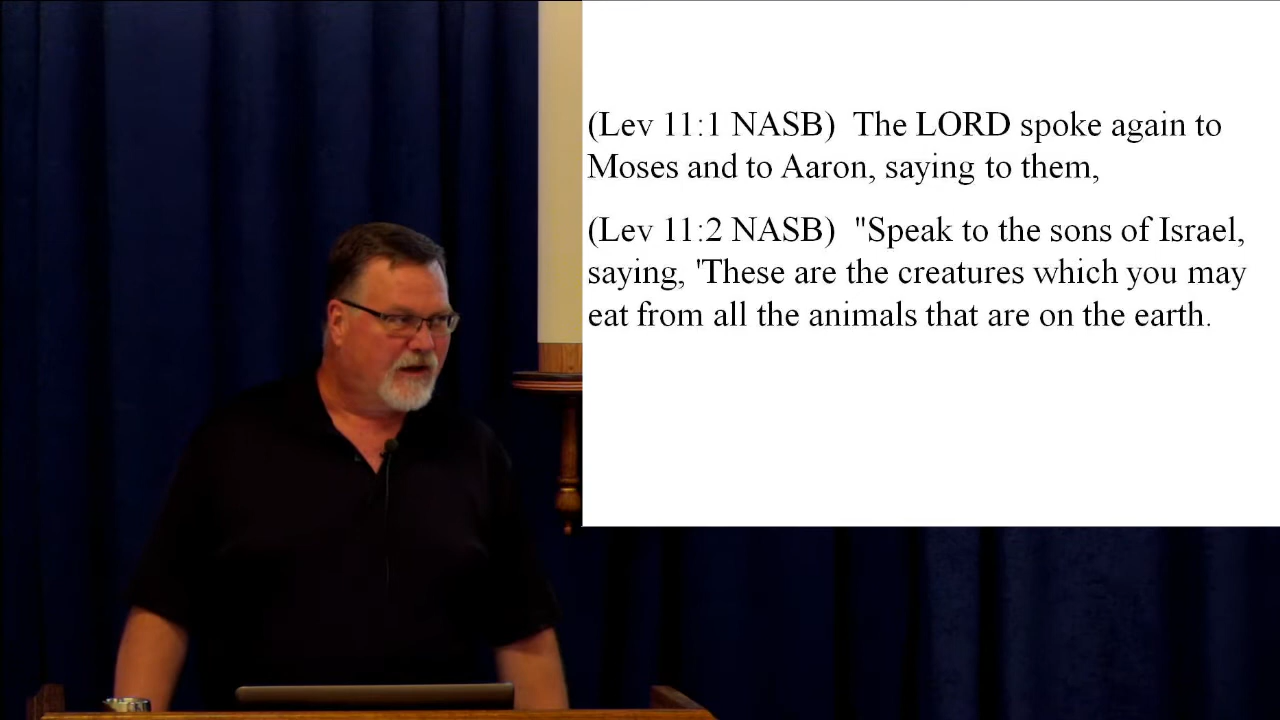 (Lev 11:1 NASB)  The LORD spoke again to
Moses and to Aaron, saying to them,
(Lev 11:2 NASB)  "Speak to the sons of Israel,
saying, 'These are the creatures which you may
eat from all the animals that are on the earth.